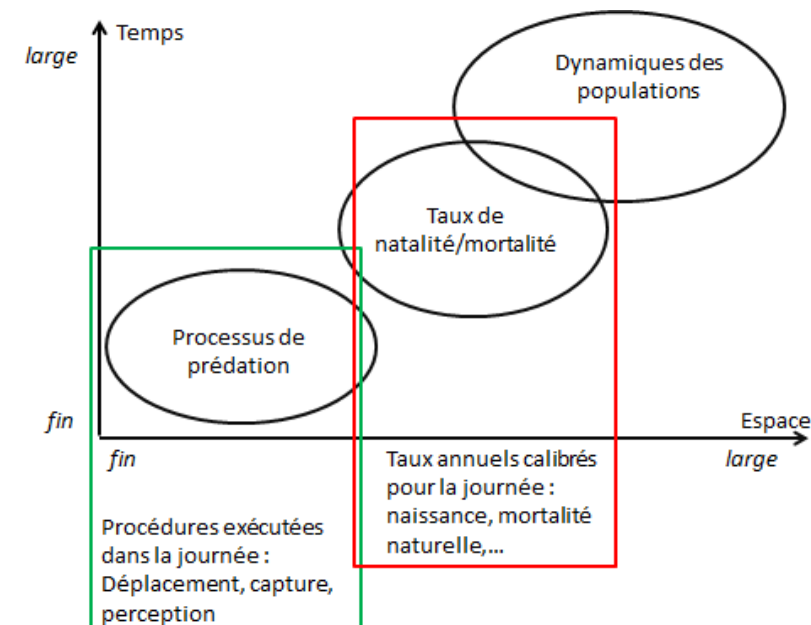 Temps
large
Dynamiques des
populations
Taux de
natalité/mortalité
Processus de
prédation
fin
Espace
fin
large
Taux annuels calibrés
pour la journée :
naissance, mortalité
naturelle,...
Procédures exécutées
dans la journée :
Déplacement, capture,
perception